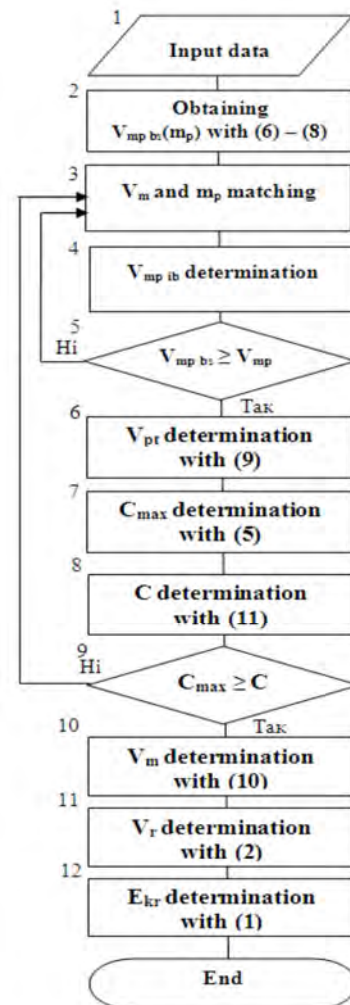 1
Input data
2
Obtaining
V_mp bs(m_p) with (6) – (8)
3
V_m and m_p matching
4
V_mp ib determination
5
Ні
V_mp bs ≥ V_mp
Так
6
V_pt determination
with (9)
7
C_max determination
with (5)
8
C determination
with (11)
9
Ні
C_max ≥ C
Так
10
V_m determination
with (10)
11
V_r determination
with (2)
12
E_kr determination
with (1)
End